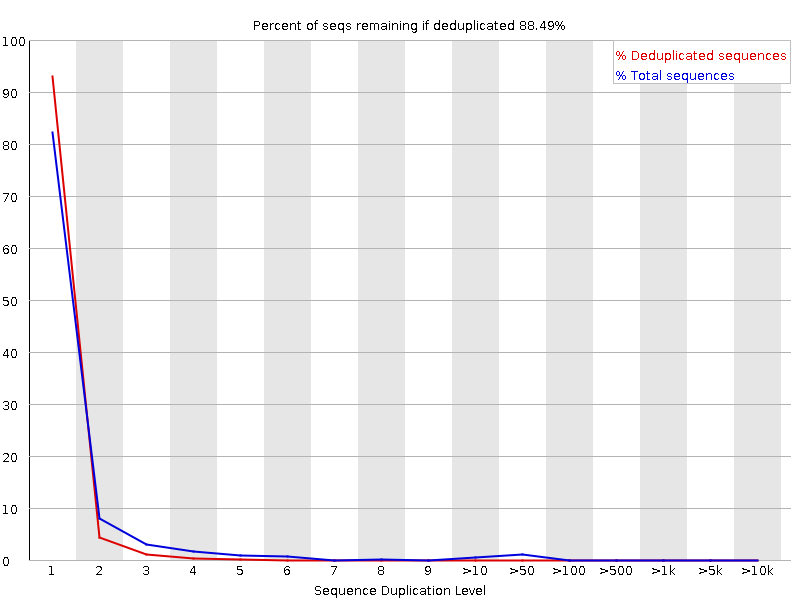 Percent of seqs remaining if deduplicated 88.49%
% Deduplicated sequences
% Total sequences
100
90
80
70
60
50
40
30
20
10
0
1 2 3 4 5 6 7 8 9 >10 >50 >100 >500 >1k >5k >10k
Sequence Duplication Level